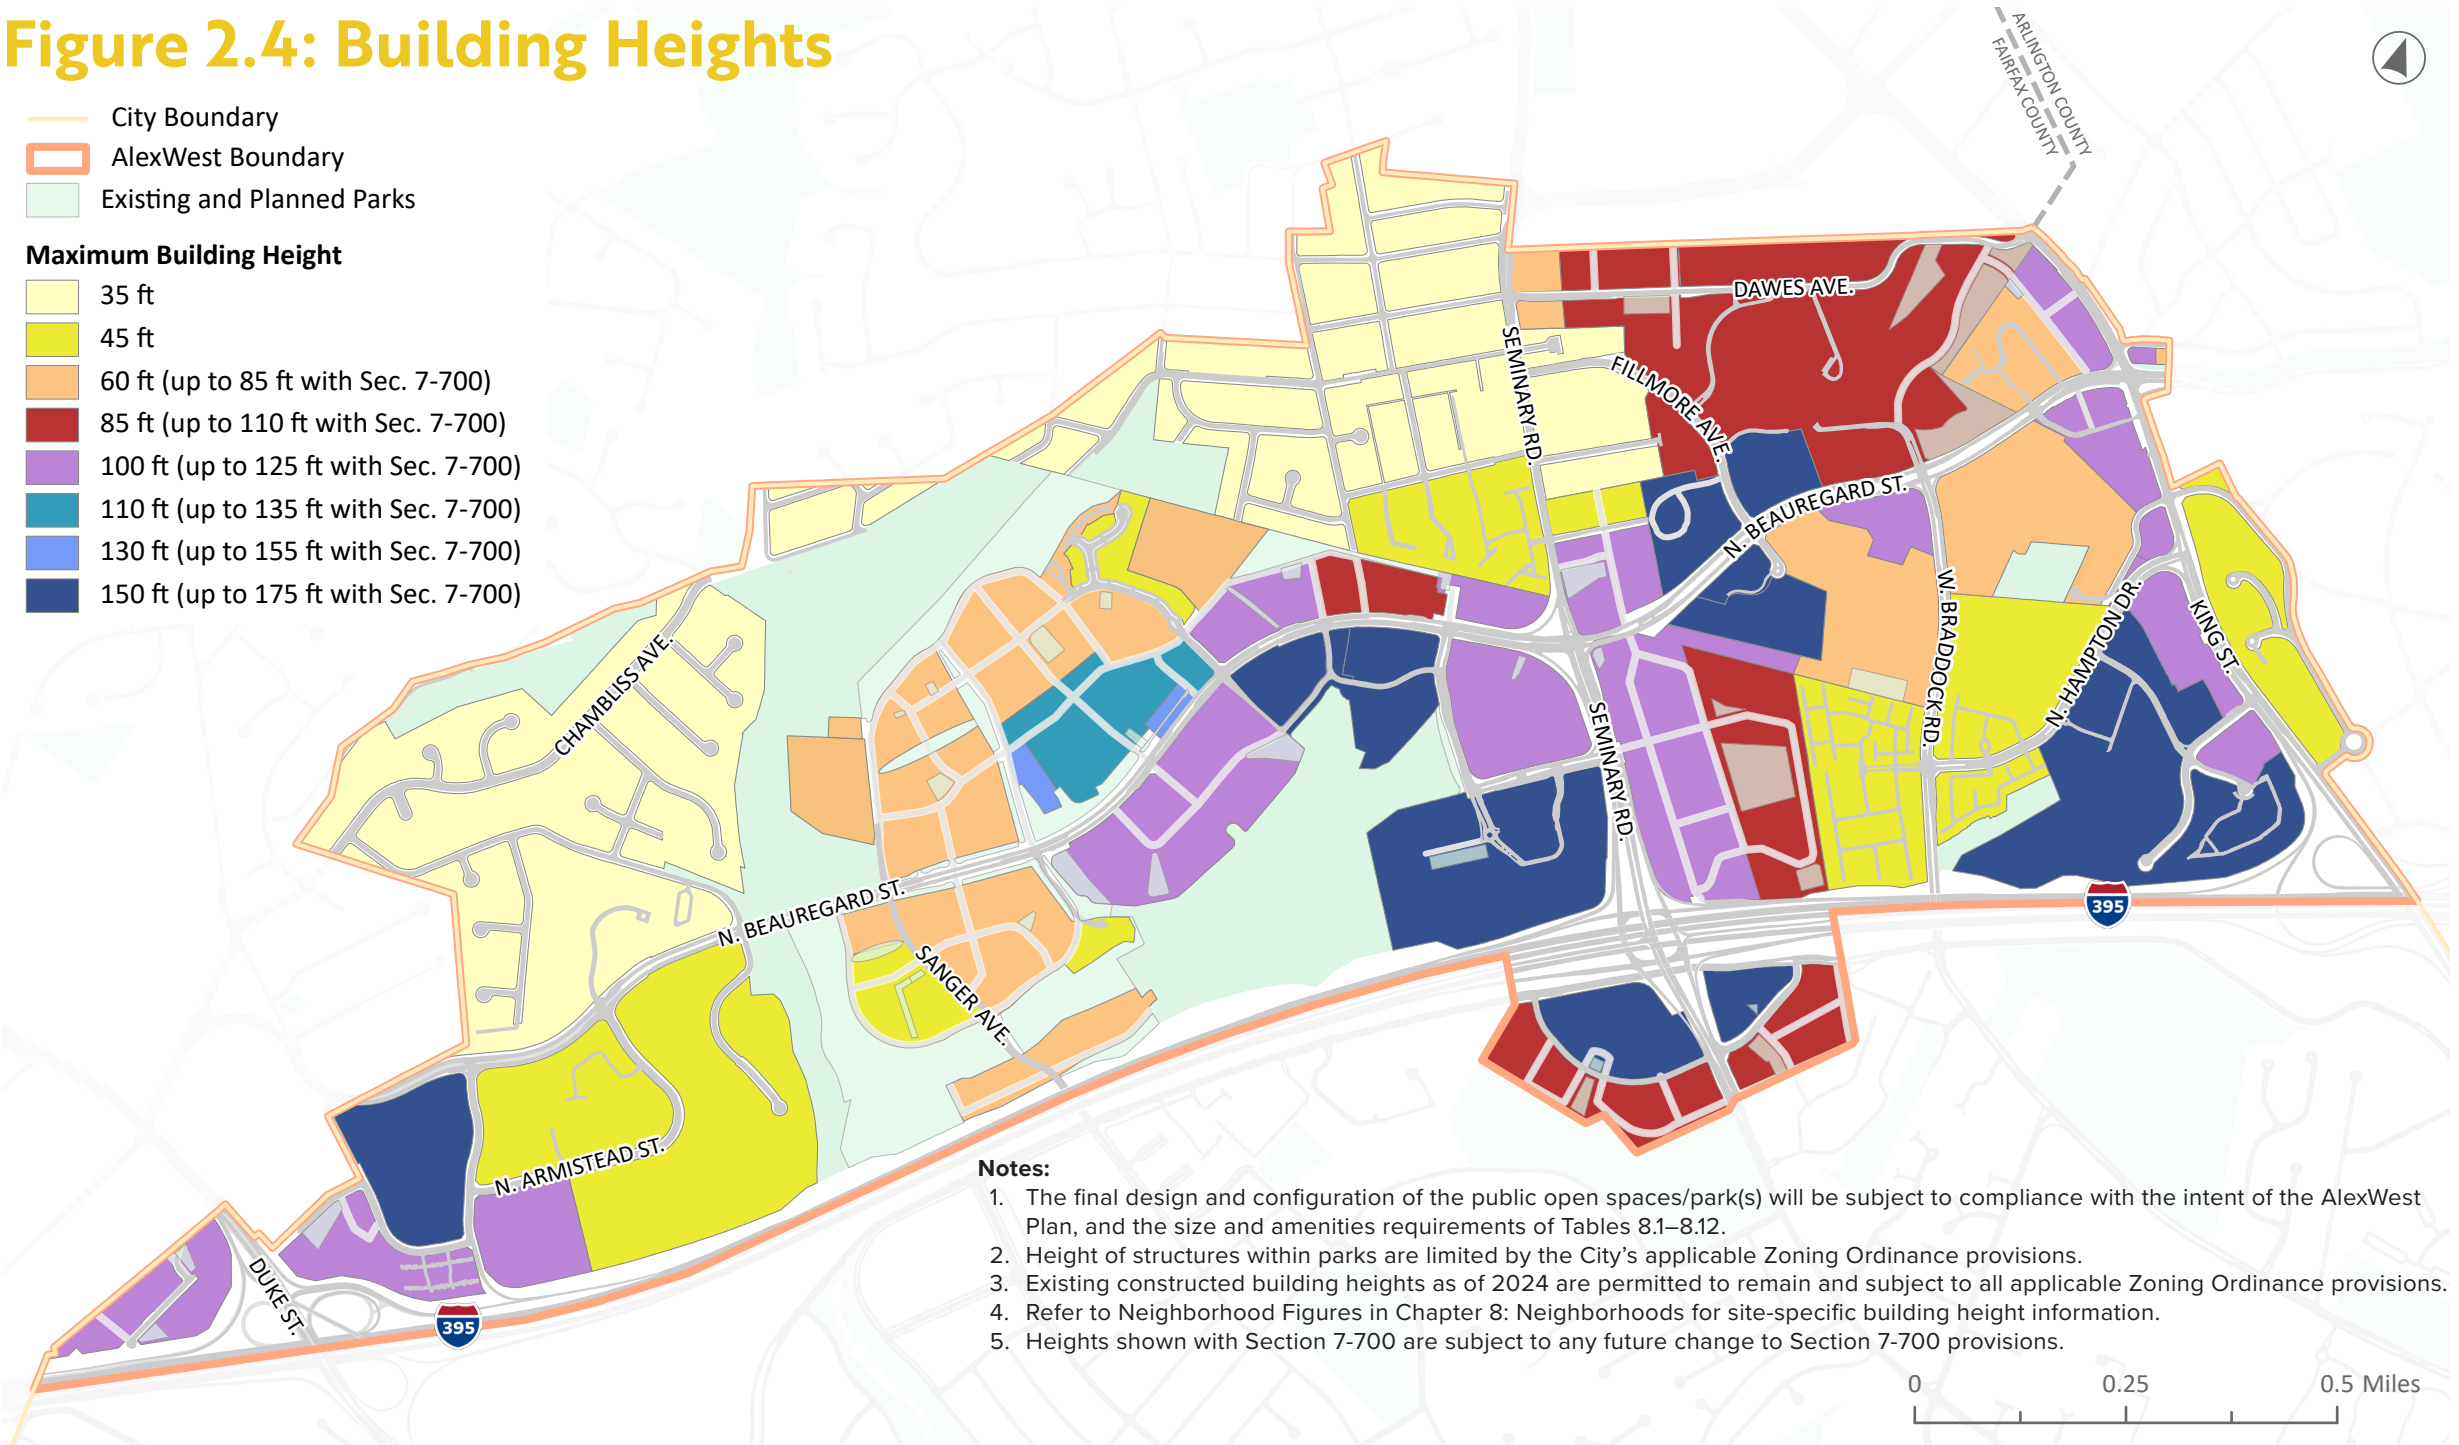 Figure 2.4: Building Heights
City Boundary
AlexWest Boundary
Existing and Planned Parks
Maximum Building Height
35 ft
45 ft
60 ft (up to 85 ft with Sec. 7-700)
85 ft (up to 110 ft with Sec. 7-700)
100 ft (up to 125 ft with Sec. 7-700)
110 ft (up to 135 ft with Sec. 7-700)
130 ft (up to 155 ft with Sec. 7-700)
150 ft (up to 175 ft with Sec. 7-700)
ARLINGTON COUNTY
FAIRFAX COUNTY
DAWES AVE.
SEMINARY RD.
FILLMORE AVE.
N. BEAUREGARD ST.
W. BRADDOCK RD.
N. HAMPTON DR.
KING ST.
CHAMBLISS AVE.
SEMINARY RD.
N. BEAUREGARD ST.
SANGER AVE.
395
N. ARMISTEAD ST.
DUKE ST.
395
Notes:
1. The final design and configuration of the public open spaces/park(s) will be subject to compliance with the intent of the AlexWest
Plan, and the size and amenities requirements of Tables 8.1–8.12.
2. Height of structures within parks are limited by the City's applicable Zoning Ordinance provisions.
3. Existing constructed building heights as of 2024 are permitted to remain and subject to all applicable Zoning Ordinance provisions.
4. Refer to Neighborhood Figures in Chapter 8: Neighborhoods for site-specific building height information.
5. Heights shown with Section 7-700 are subject to any future change to Section 7-700 provisions.
0 0.25 0.5 Miles